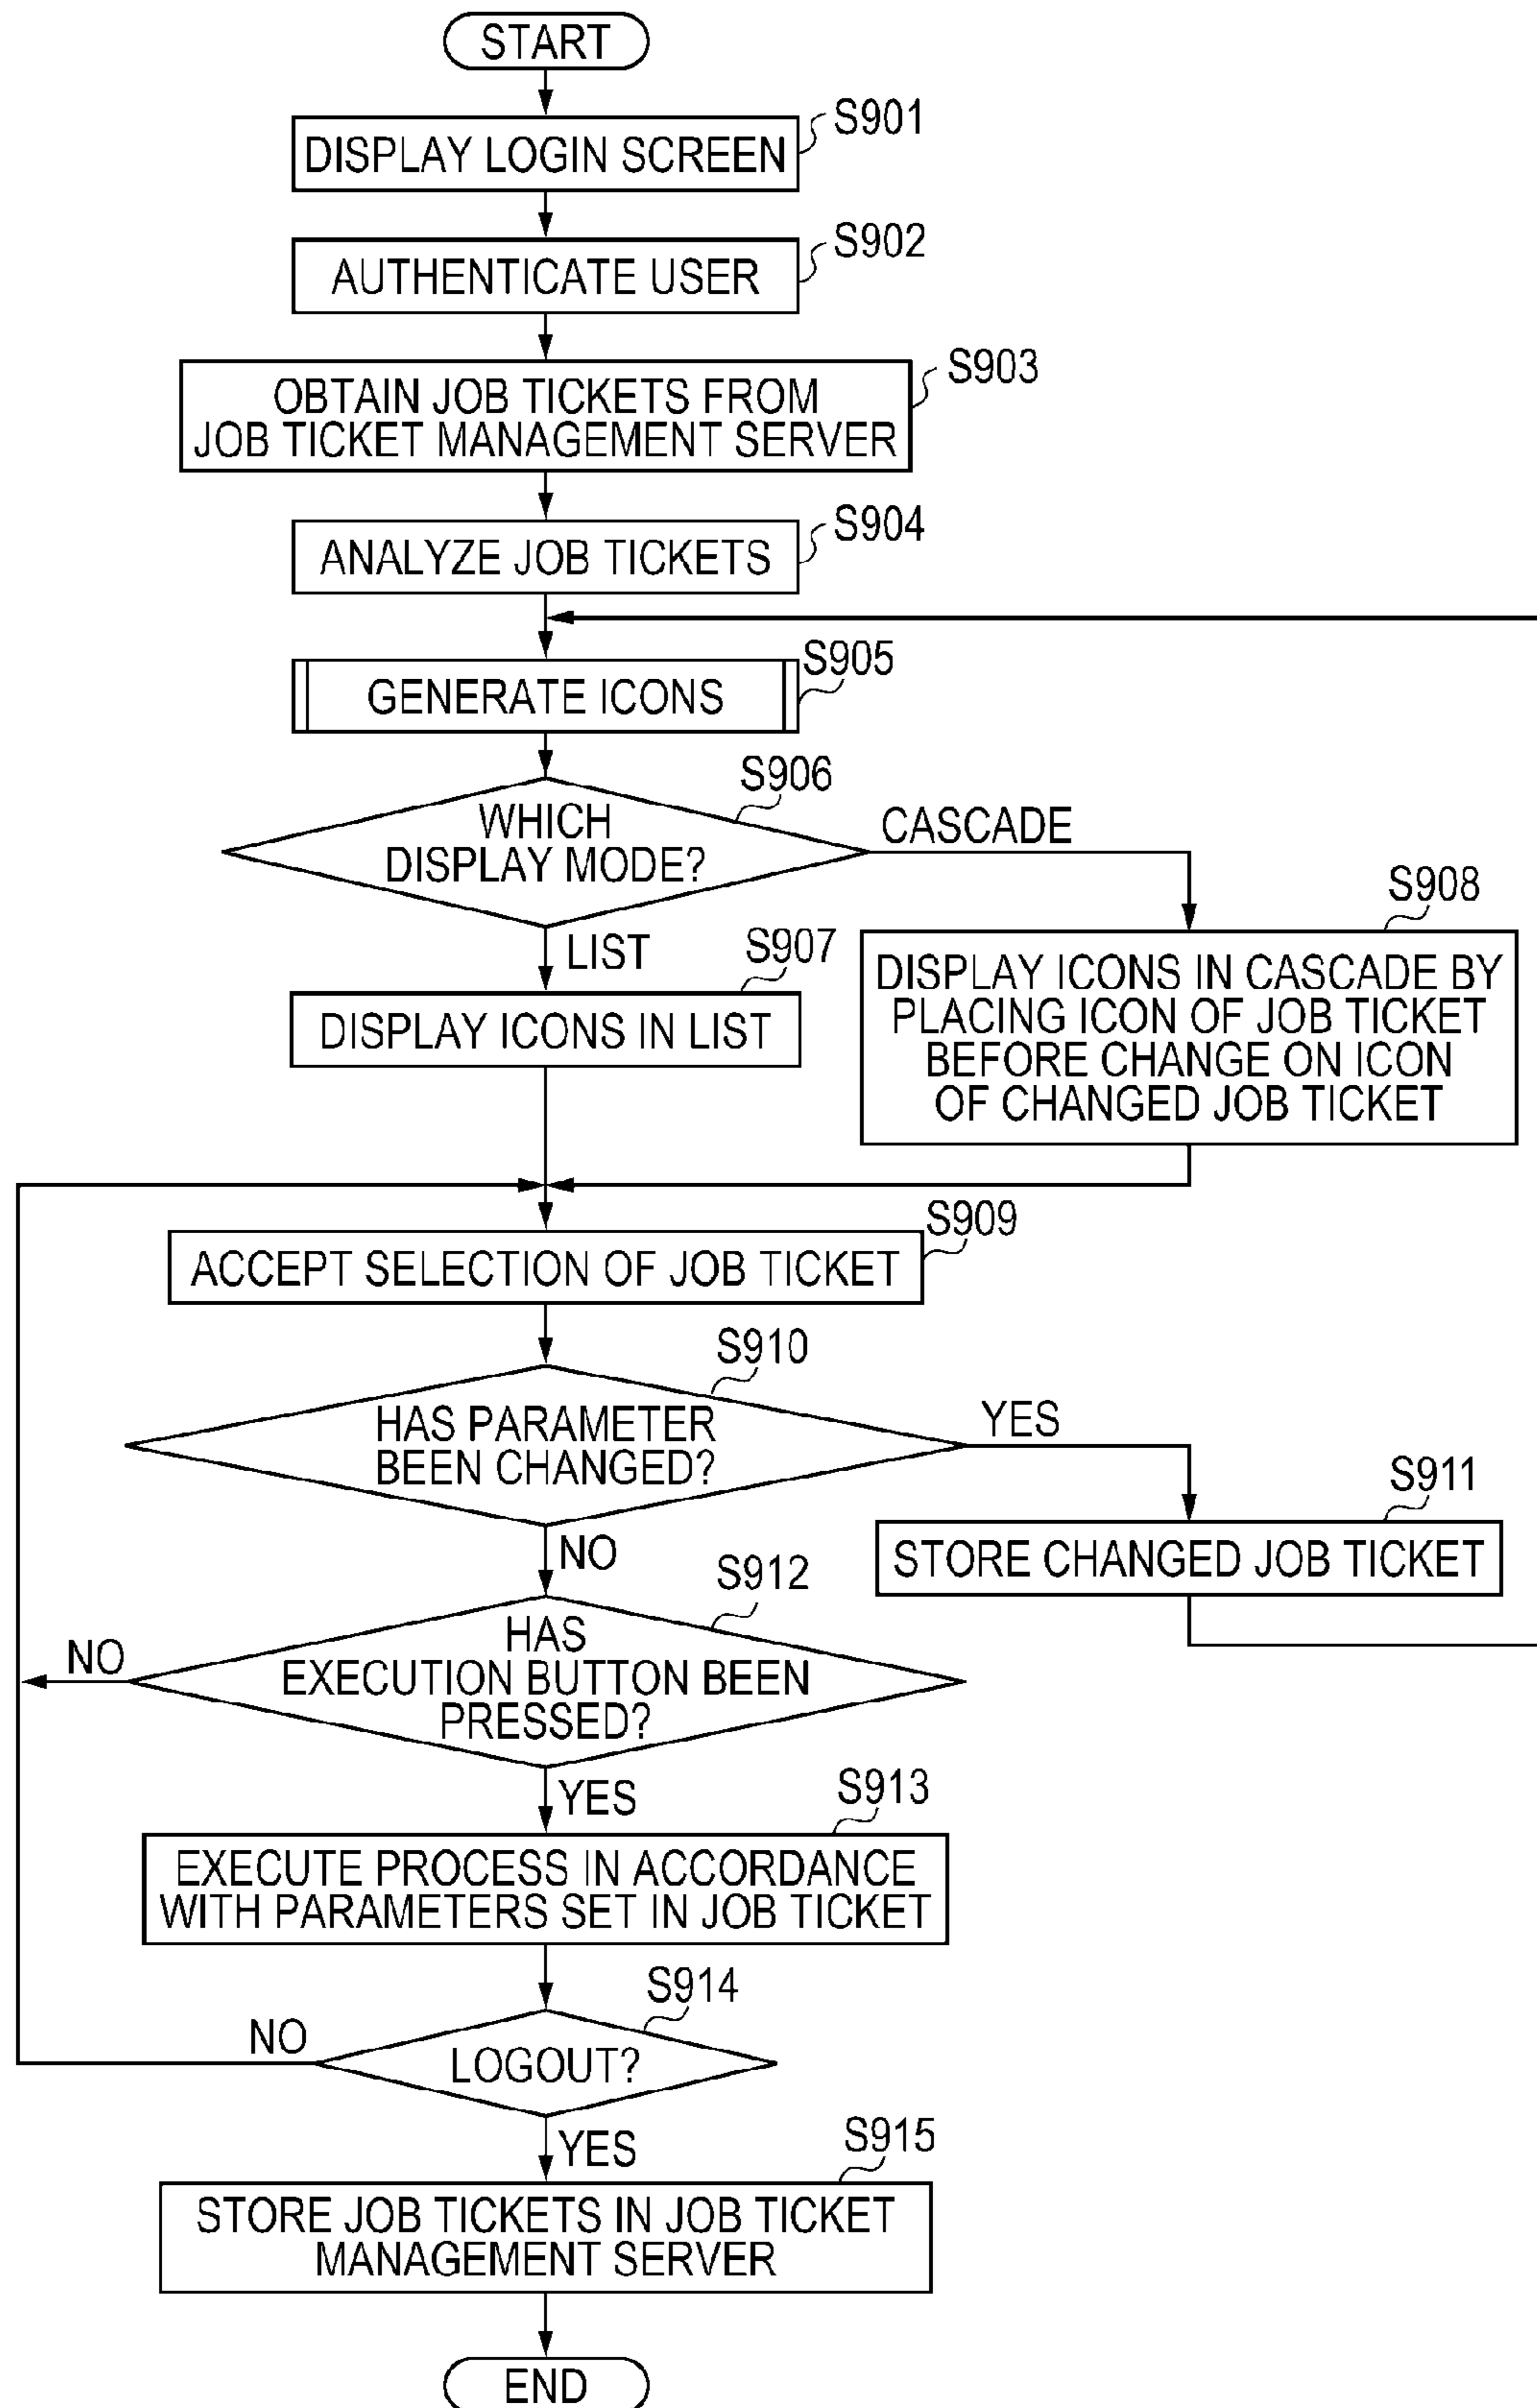 START
S901
DISPLAY LOGIN SCREEN
S902
AUTHENTICATE USER
S903
OBTAIN JOB TICKETS FROM
JOB TICKET MANAGEMENT SERVER
S904
ANALYZE JOB TICKETS
S905
GENERATE ICONS
S906
WHICH
DISPLAY MODE?
CASCADE
LIST
S907
DISPLAY ICONS IN LIST
S908
DISPLAY ICONS IN CASCADE BY
PLACING ICON OF JOB TICKET
BEFORE CHANGE ON ICON
OF CHANGED JOB TICKET
S909
ACCEPT SELECTION OF JOB TICKET
S910
HAS PARAMETER
BEEN CHANGED?
YES
S911
STORE CHANGED JOB TICKET
NO
S912
HAS
EXECUTION BUTTON BEEN
PRESSED?
NO
YES
S913
EXECUTE PROCESS IN ACCORDANCE
WITH PARAMETERS SET IN JOB TICKET
S914
LOGOUT?
NO
YES
S915
STORE JOB TICKETS IN JOB TICKET
MANAGEMENT SERVER
END